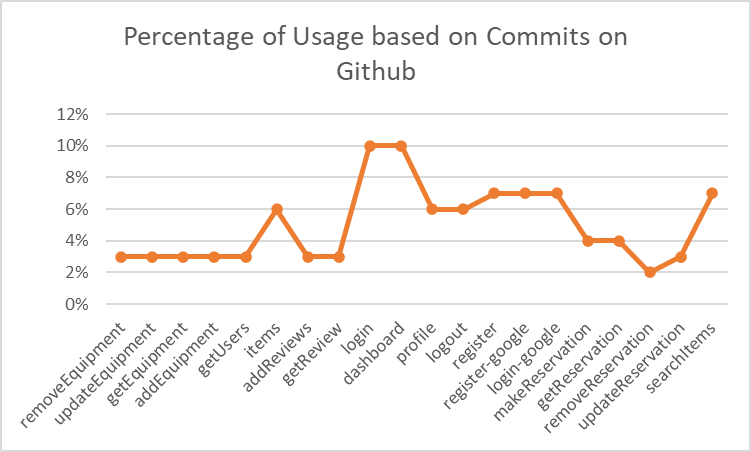 Percentage of Usage based on Commits on
Github
12%
10%
8%
6%
4%
2%
0%
removeEquipment
updateEquipment
getEquipment
addEquipment
getUsers
items
addReviews
getReview
login
dashboard
profile
logout
register
register-google
login-google
makeReservation
getReservation
removeReservation
updateReservation
searchItems